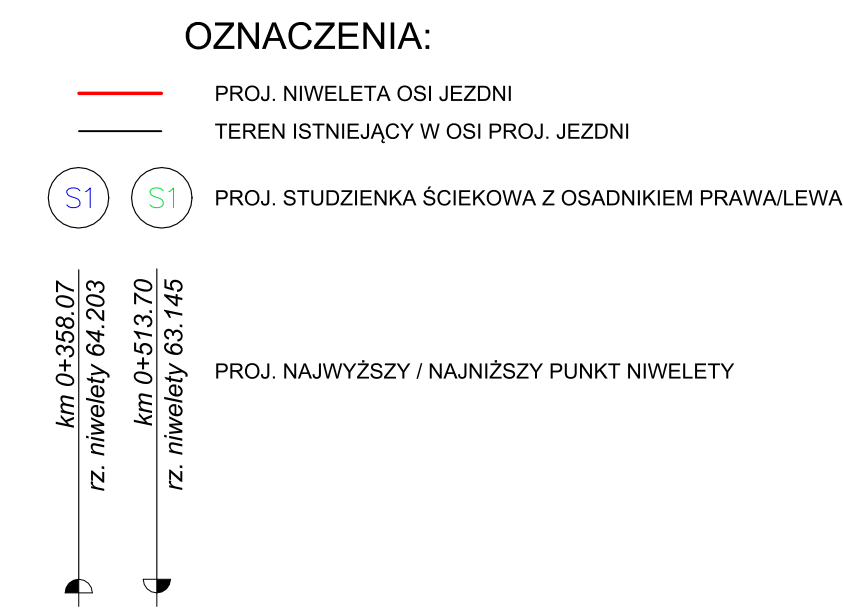 OZNACZENIA:
PROJ. NIWELETA OSI JEZDNI
TEREN ISTNIEJĄCY W OSI PROJ. JEZDNI
S1 S1 PROJ. STUDZIENKA ŚCIEKOWA Z OSADNIKIEM PRAWA/LEWA
km 0+358.07
rz. niwelety 64.203
km 0+513.70
rz. niwelety 63.145
PROJ. NAJWYŻSZY / NAJNIŻSZY PUNKT NIWELETY